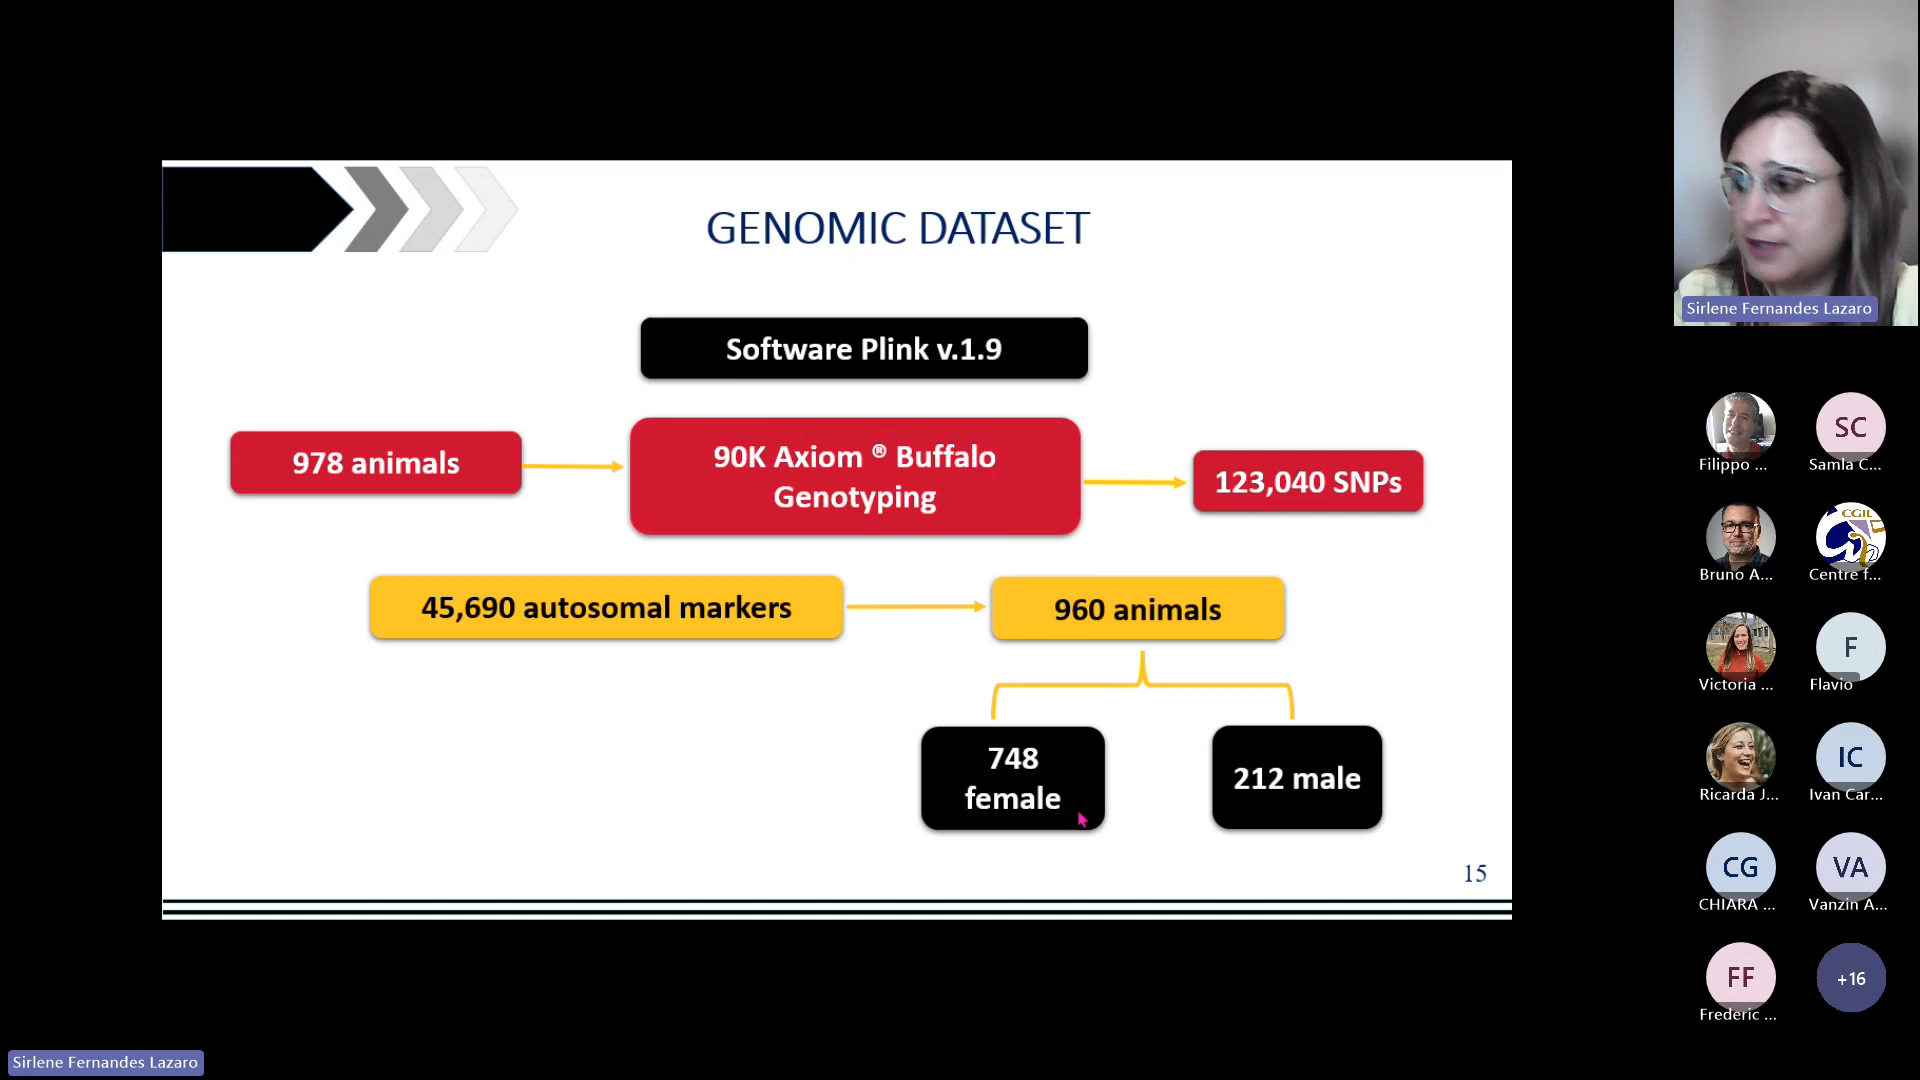 GENOMIC DATASET
Software Plink v.1.9
978 animals
90K Axiom ® Buffalo
Genotyping
123,040 SNPs
45,690 autosomal markers
960 animals
748
female
212 male
15
Sirlene Fernandes Lazaro
Filippo ...
SC
Samla C...
Bruno A...
CGIL
Centre f...
Victoria ...
F
Flavio
Ricarda J...
IC
Ivan Car...
CG
CHIARA ...
VA
Vanzin A...
FF
Frederic ...
+16
Sirlene Fernandes Lazaro